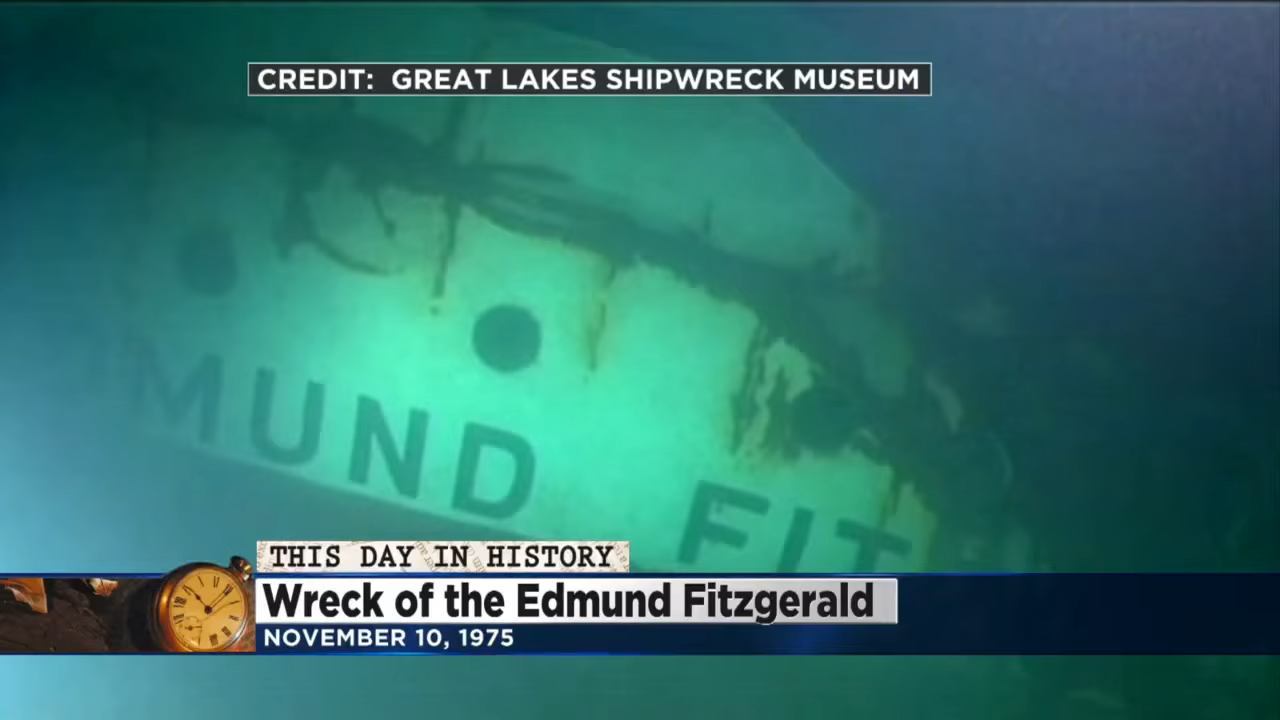 CREDIT: GREAT LAKES SHIPWRECK MUSEUM
MUND FIT
THIS DAY IN HISTORY
Wreck of the Edmund Fitzgerald
NOVEMBER 10, 1975